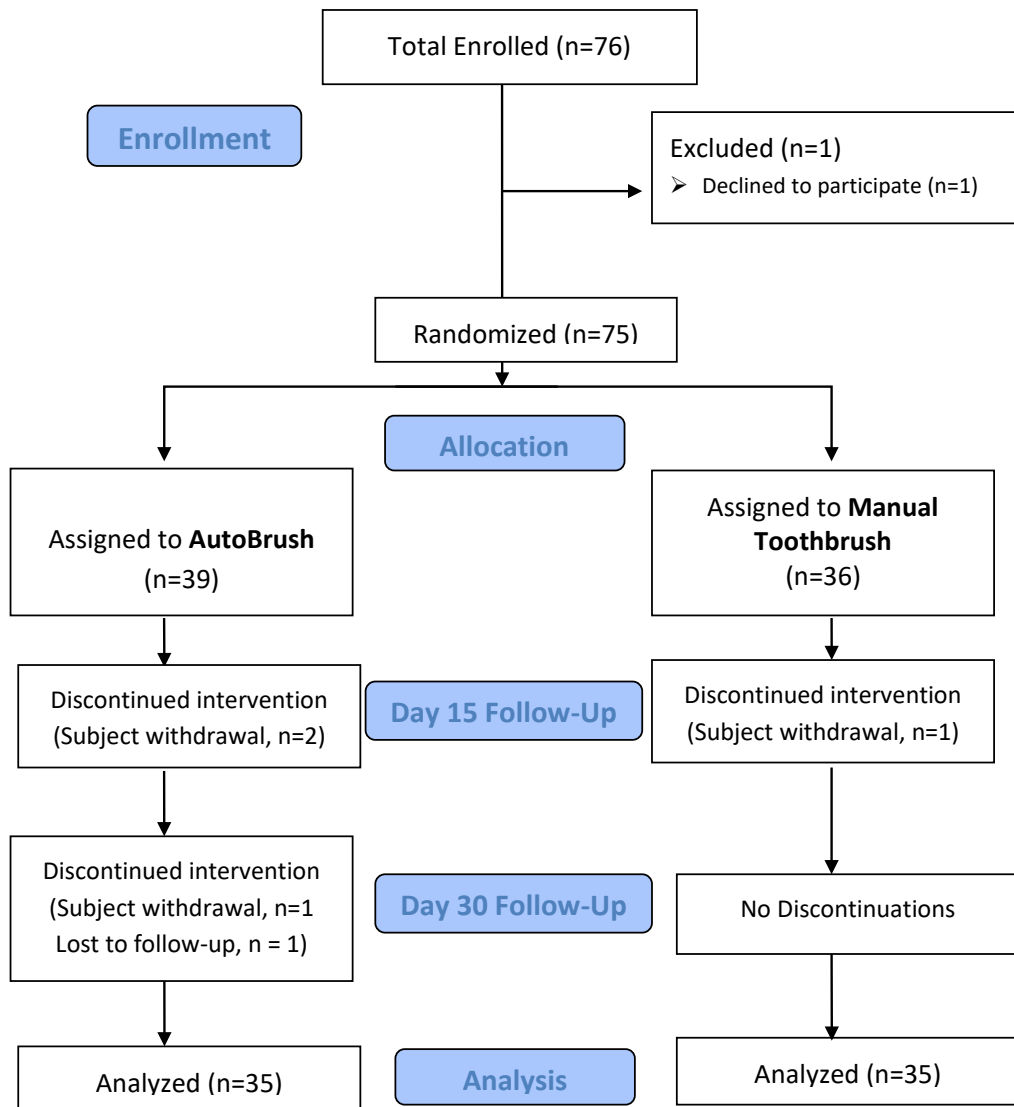 Total Enrolled (n=76)
Enrollment
Excluded (n=1)
➢ Declined to participate (n=1)
Randomized (n=75)
Allocation
Assigned to AutoBrush
(n=39)
Assigned to Manual
Toothbrush
(n=36)
Discontinued intervention
(Subject withdrawal, n=2)
Day 15 Follow-Up
Discontinued intervention
(Subject withdrawal, n=1)
Discontinued intervention
(Subject withdrawal, n=1
Lost to follow-up, n = 1)
Day 30 Follow-Up
No Discontinuations
Analyzed (n=35)
Analysis
Analyzed (n=35)